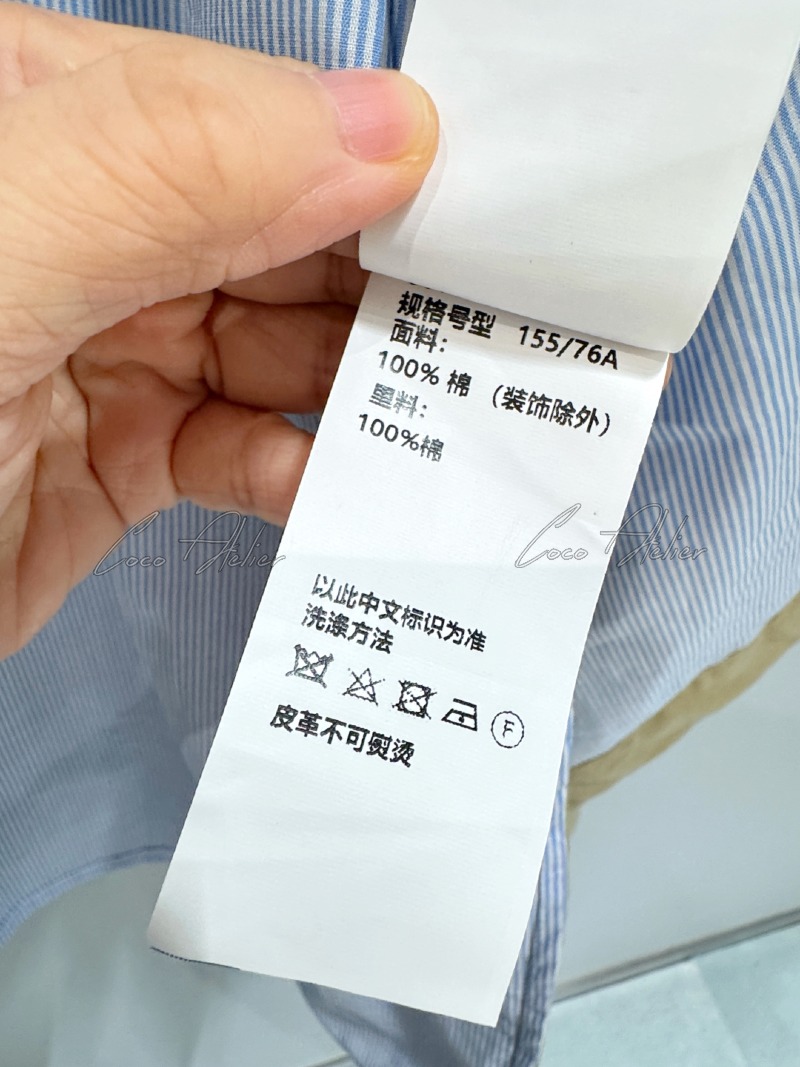 规格号型 155/76A
面料:
100% 棉 (装饰除外)
里料:
100%棉
Coco Atelier Coco Atelier
以此中文标识为准
洗涤方法
F
皮革不可熨烫